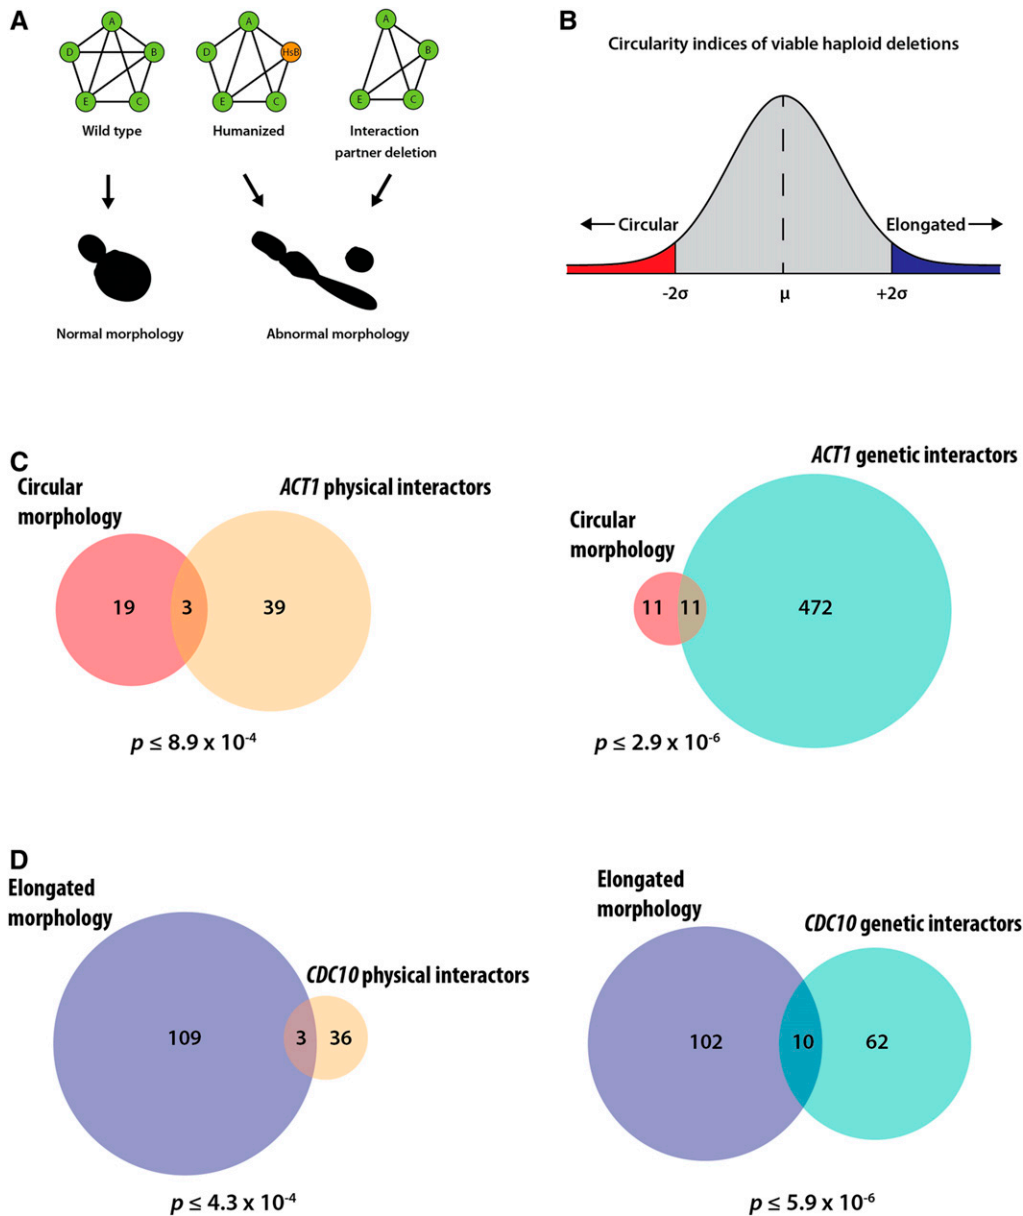 A
A
D
B
E
C
Wild type
A
D
HsB
E
C
Humanized
A
B
E
C
Interaction
partner deletion
Normal morphology
Abnormal morphology
B
Circularity indices of viable haploid deletions
Circular
Elongated
-2σ
μ
+2σ
C
Circular
morphology
ACT1 physical interactors
19
3
39
p ≤ 8.9 x 10⁻⁴
ACT1 genetic interactors
Circular
morphology
11
11
472
p ≤ 2.9 x 10⁻⁶
D
Elongated
morphology
CDC10 physical interactors
109
3
36
p ≤ 4.3 x 10⁻⁴
Elongated
morphology
CDC10 genetic interactors
102
10
62
p ≤ 5.9 x 10⁻⁶